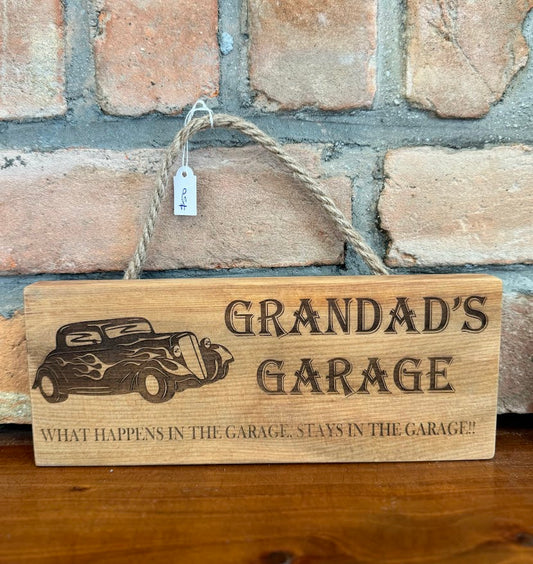 GRANDAD'S
GARAGE
WHAT HAPPENS IN THE GARAGE. STAYS IN THE GARAGE!!